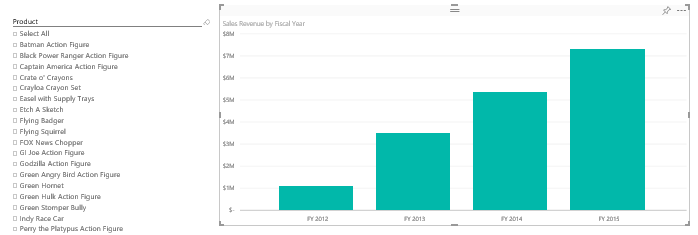 Product
Select All
Batman Action Figure
Black Power Ranger Action Figure
Captain America Action Figure
Crate o' Crayons
Crayloa Crayon Set
Easel with Supply Trays
Etch A Sketch
Flying Badger
Flying Squirrel
FOX News Chopper
GI Joe Action Figure
Godzilla Action Figure
Green Angry Bird Action Figure
Green Hornet
Green Hulk Action Figure
Green Stomper Bully
Indy Race Car
Perry the Platypus Action Figure
Sales Revenue by Fiscal Year
$8M
$7M
$6M
$5M
$4M
$3M
$2M
$1M
$-
FY 2012 FY 2013 FY 2014 FY 2015